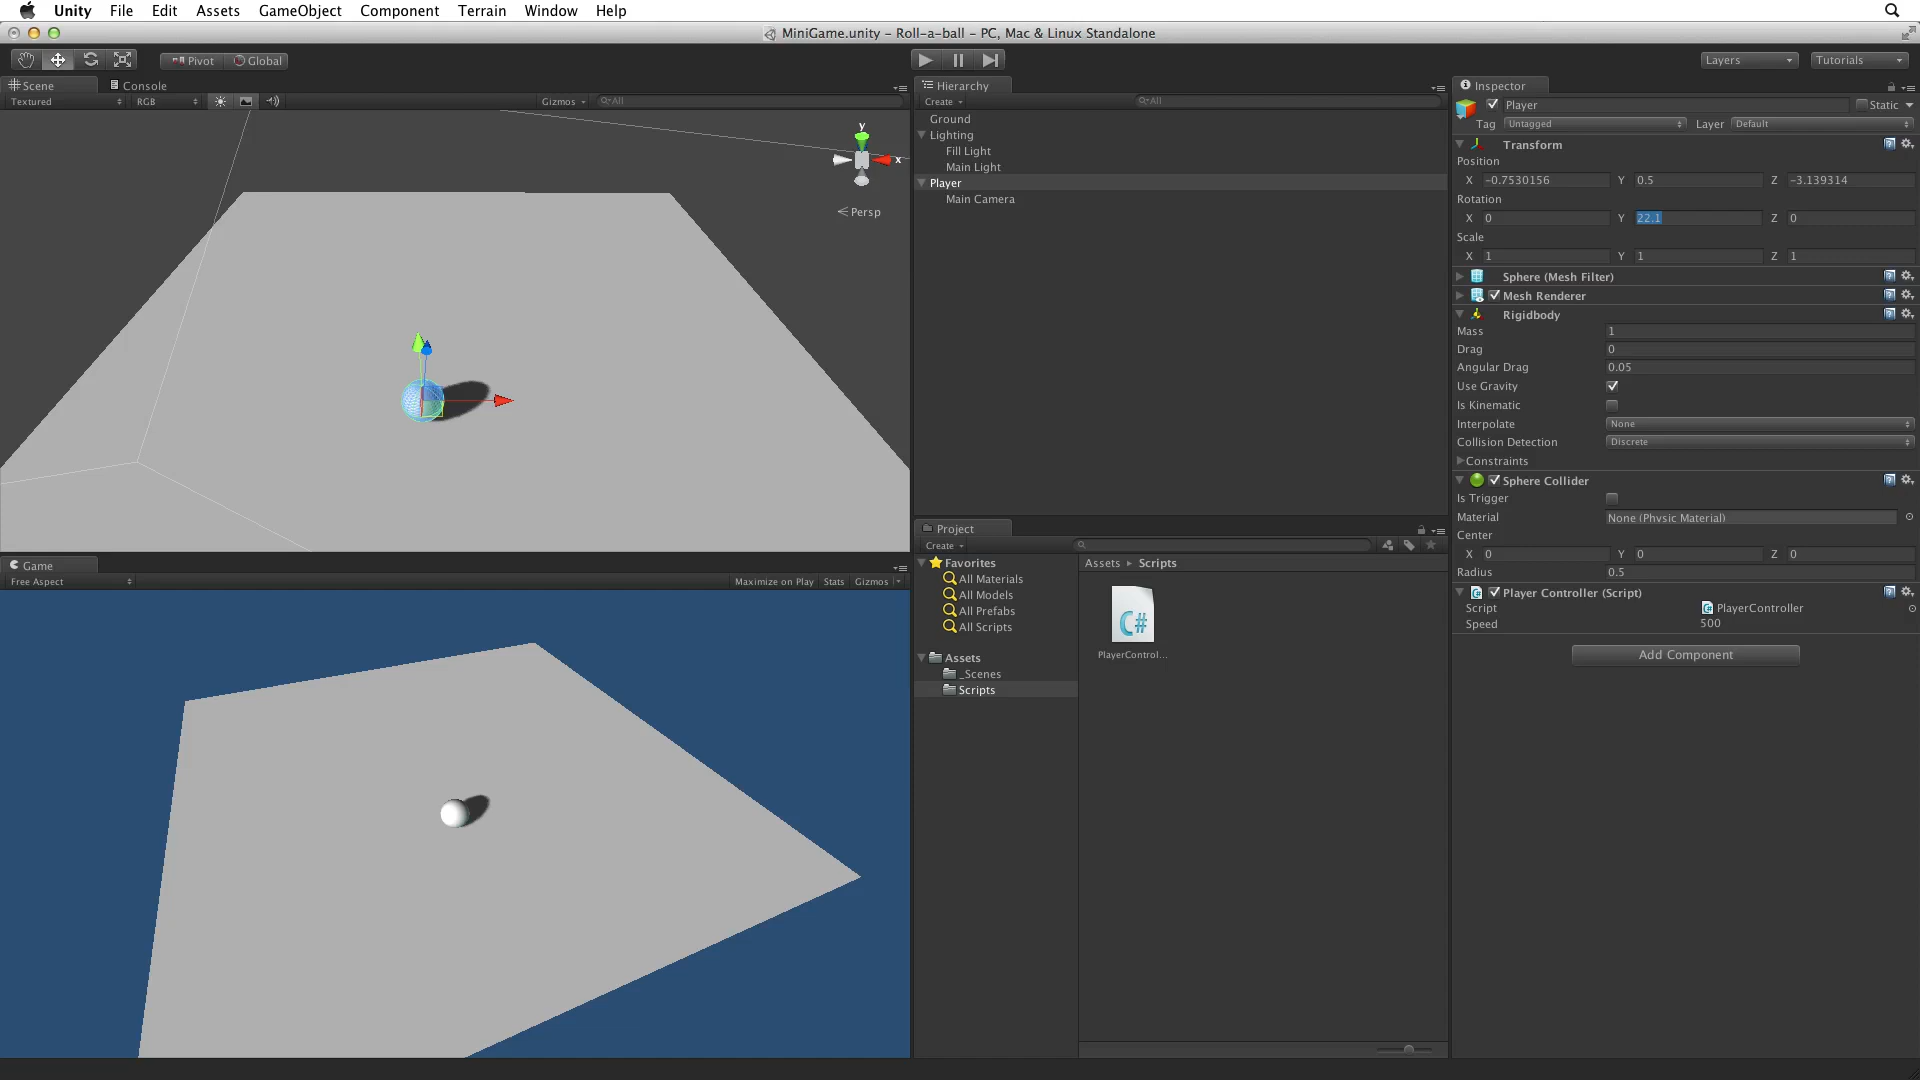 Unity File Edit Assets GameObject Component Terrain Window Help
MiniGame.unity – Roll-a-ball – PC, Mac & Linux Standalone
Pivot Global
Layers Tutorials
Scene Console
Textured RGB Gizmos All
y
x
Persp
Game
Free Aspect Maximize on Play Stats Gizmos
Hierarchy
Create All
Ground
Lighting
Fill Light
Main Light
Player
Main Camera
Project
Create
Favorites
All Materials
All Models
All Prefabs
All Scripts
Assets
_Scenes
Scripts
Assets Scripts
C#
PlayerControl...
Inspector
Player Static
Tag Untagged Layer Default
Transform
Position
X -0.7530156 Y 0.5 Z -3.139314
Rotation
X 0 Y 22.1 Z 0
Scale
X 1 Y 1 Z 1
Sphere (Mesh Filter)
Mesh Renderer
Rigidbody
Mass 1
Drag 0
Angular Drag 0.05
Use Gravity
Is Kinematic
Interpolate None
Collision Detection Discrete
Constraints
Sphere Collider
Is Trigger
Material None (Physic Material)
Center
X 0 Y 0 Z 0
Radius 0.5
Player Controller (Script)
Script PlayerController
Speed 500
Add Component